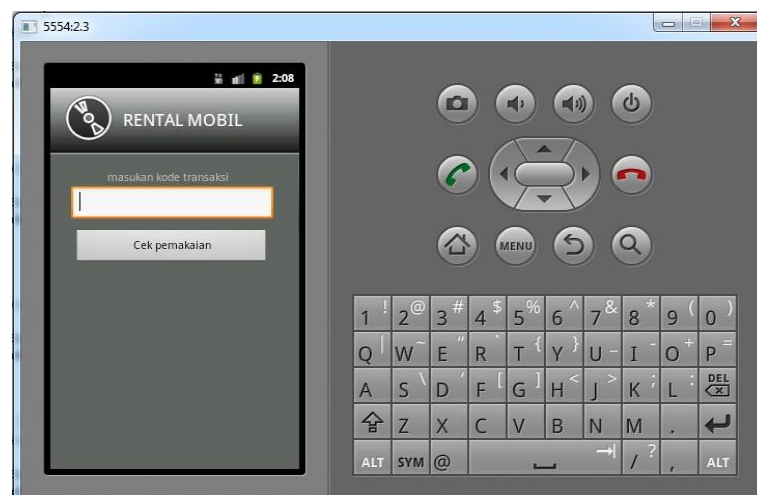 5554:2.3
2:08
RENTAL MOBIL
masukan kode transaksi
Cek pemakaian
MENU
1 ! 2 @ 3 # 4 $ 5 % 6 ^ 7 & 8 * 9 ( 0 )
Q | W ~ E " R ` T { Y } U - I - O + P =
A S \ D ' F [ G ] H < J > K ; L : DEL
Z X C V B N M .
ALT SYM @ / ? , ALT